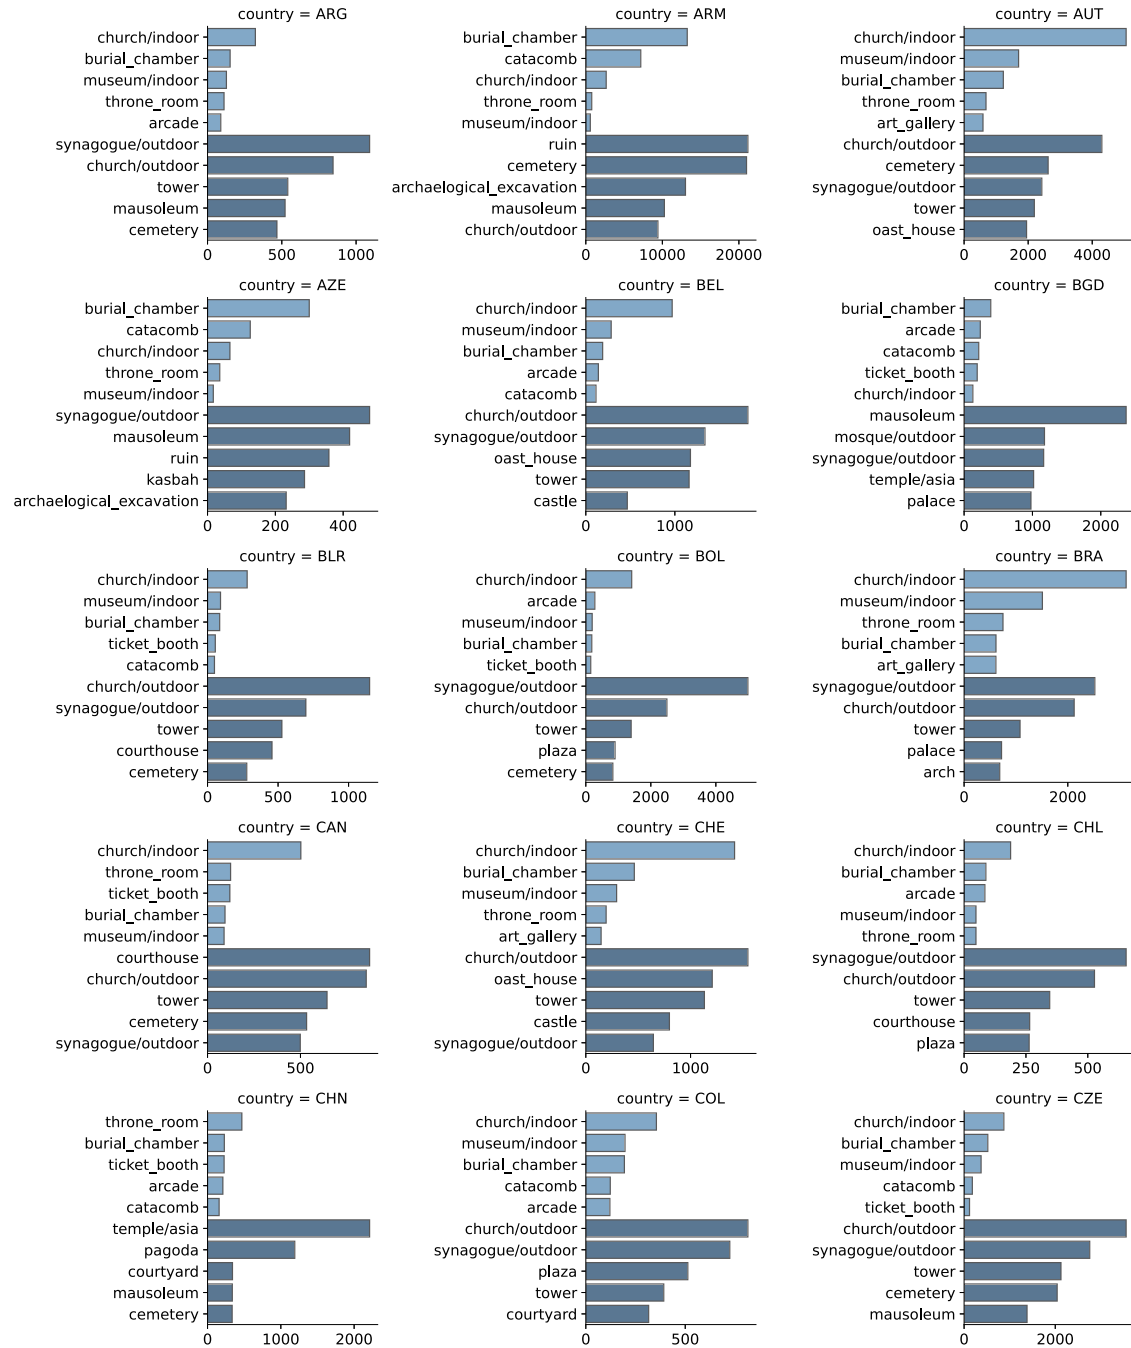 country = ARG
church/indoor
burial_chamber
museum/indoor
throne_room
arcade
synagogue/outdoor
church/outdoor
tower
mausoleum
cemetery
0 500 1000
country = ARM
burial_chamber
catacomb
church/indoor
throne_room
museum/indoor
ruin
cemetery
archaelogical_excavation
mausoleum
church/outdoor
0 10000 20000
country = AUT
church/indoor
museum/indoor
burial_chamber
throne_room
art_gallery
church/outdoor
cemetery
synagogue/outdoor
tower
oast_house
0 2000 4000
country = AZE
burial_chamber
catacomb
church/indoor
throne_room
museum/indoor
synagogue/outdoor
mausoleum
ruin
kasbah
archaelogical_excavation
0 200 400
country = BEL
church/indoor
museum/indoor
burial_chamber
arcade
catacomb
church/outdoor
synagogue/outdoor
oast_house
tower
castle
0 1000
country = BGD
burial_chamber
arcade
catacomb
ticket_booth
church/indoor
mausoleum
mosque/outdoor
synagogue/outdoor
temple/asia
palace
0 1000 2000
country = BLR
church/indoor
museum/indoor
burial_chamber
ticket_booth
catacomb
church/outdoor
synagogue/outdoor
tower
courthouse
cemetery
0 500 1000
country = BOL
church/indoor
arcade
museum/indoor
burial_chamber
ticket_booth
synagogue/outdoor
church/outdoor
tower
plaza
cemetery
0 2000 4000
country = BRA
church/indoor
museum/indoor
throne_room
burial_chamber
art_gallery
synagogue/outdoor
church/outdoor
tower
palace
arch
0 2000
country = CAN
church/indoor
throne_room
ticket_booth
burial_chamber
museum/indoor
courthouse
church/outdoor
tower
cemetery
synagogue/outdoor
0 500
country = CHE
church/indoor
burial_chamber
museum/indoor
throne_room
art_gallery
church/outdoor
oast_house
tower
castle
synagogue/outdoor
0 1000
country = CHL
church/indoor
burial_chamber
arcade
museum/indoor
throne_room
synagogue/outdoor
church/outdoor
tower
courthouse
plaza
0 250 500
country = CHN
throne_room
burial_chamber
ticket_booth
arcade
catacomb
temple/asia
pagoda
courtyard
mausoleum
cemetery
0 1000 2000
country = COL
church/indoor
museum/indoor
burial_chamber
catacomb
arcade
church/outdoor
synagogue/outdoor
plaza
tower
courtyard
0 500
country = CZE
church/indoor
burial_chamber
museum/indoor
catacomb
ticket_booth
church/outdoor
synagogue/outdoor
tower
cemetery
mausoleum
0 2000